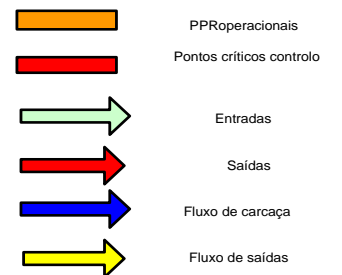 PPRoperacionais
Pontos críticos controlo
Entradas
Saídas
Fluxo de carcaça
Fluxo de saídas